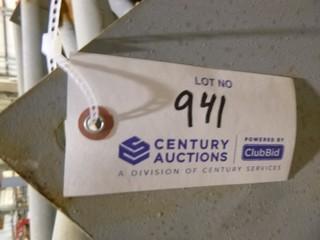 LOT NO
941
CENTURY AUCTIONS
POWERED BY
ClubBid
A DIVISION OF CENTURY SERVICES